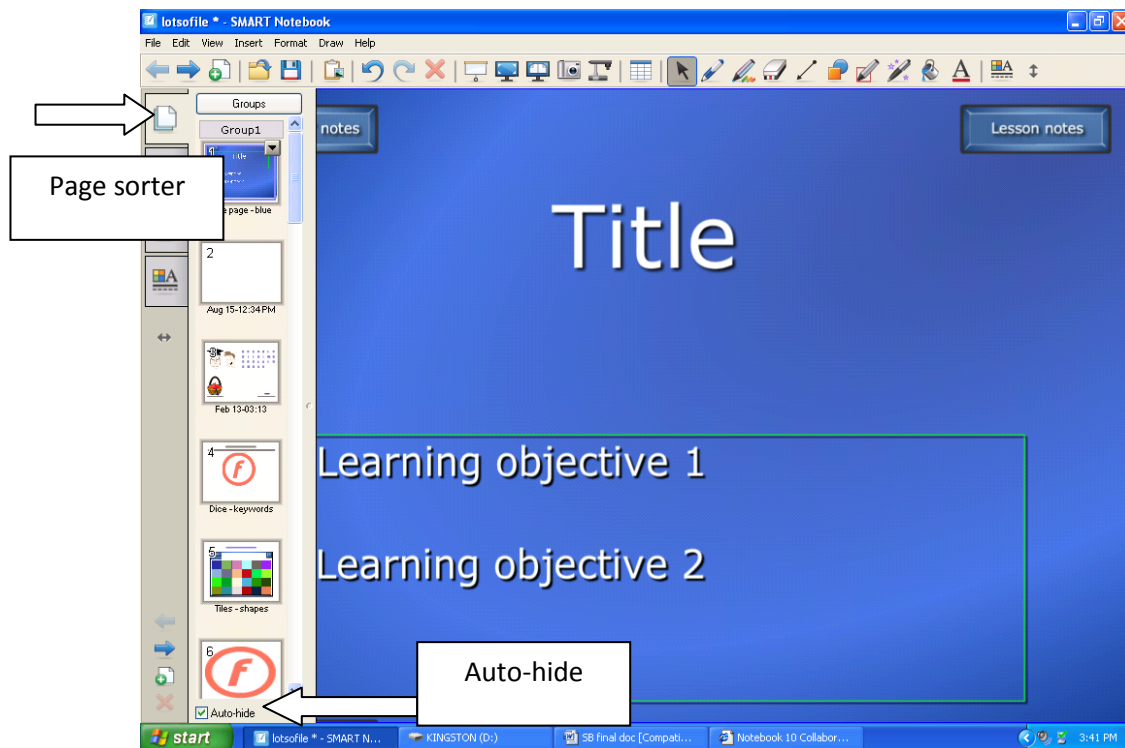 lotsofile * - SMART Notebook
File Edit View Insert Format Draw Help
Groups
Group1
notes
Lesson notes
1
Title
Page sorter
page - blue
Title
2
Aug 15-12:34 PM
Feb 13-03:13
Learning objective 1
4
Dice - keywords
Learning objective 2
5
Tiles - shapes
6
Auto-hide
Auto-hide
start
lotsofile * - SMART N...
KINGSTON (D:)
SB final doc [Compati...
Notebook 10 Collabor...
3:41 PM